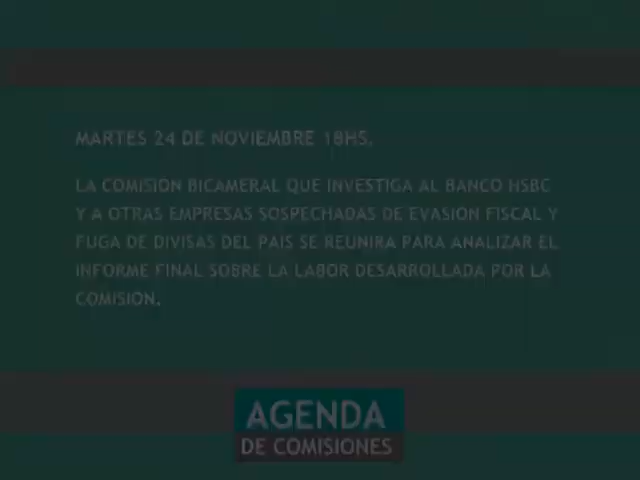 MARTES 24 DE NOVIEMBRE 18HS.
LA COMISION BICAMERAL QUE INVESTIGA AL BANCO HSBC
Y A OTRAS EMPRESAS SOSPECHADAS DE EVASION FISCAL Y
FUGA DE DIVISAS DEL PAIS SE REUNIRA PARA ANALIZAR EL
INFORME FINAL SOBRE LA LABOR DESARROLLADA POR LA
COMISION.
AGENDA
DE COMISIONES